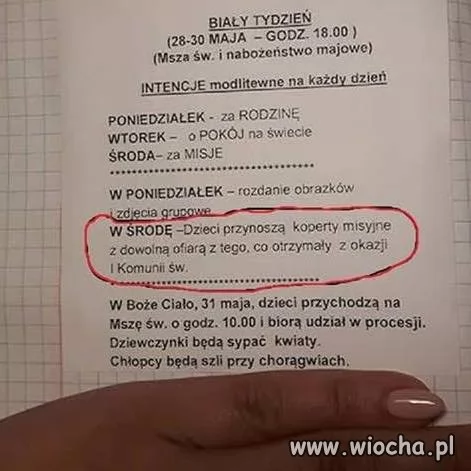 BIAŁY TYDZIEŃ
(28-30 MAJA – GODZ. 18.00 )
(Msza św. i nabożeństwo majowe)
INTENCJE modlitewne na każdy dzień
PONIEDZIAŁEK - za RODZINĘ
WTOREK – o POKÓJ na świecie
ŚRODA– za MISJE
****************************************
W PONIEDZIAŁEK – rozdanie obrazków
i zdjęcia grupowe
W ŚRODĘ –Dzieci przynoszą koperty misyjne
z dowolną ofiarą z tego, co otrzymały z okazji
I Komunii św.
****************************************
W Boże Ciało, 31 maja, dzieci przychodzą na
Mszę św. o godz. 10.00 i biorą udział w procesji.
Dziewczynki będą sypać kwiaty.
Chłopcy będą szli przy chorągwiach.
www.wiocha.pl